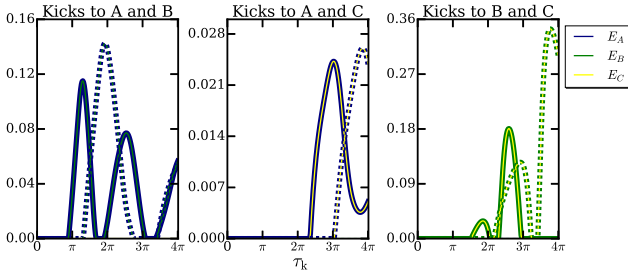 Kicks to A and B
Kicks to A and C
Kicks to B and C
0.16
0.12
0.08
0.04
0.00
0 π 2π 3π 4π
0.028
0.021
0.014
0.007
0.000
0 π 2π 3π 4π
τk
0.36
0.27
0.18
0.09
0.00
0 π 2π 3π 4π
E_A
E_B
E_C